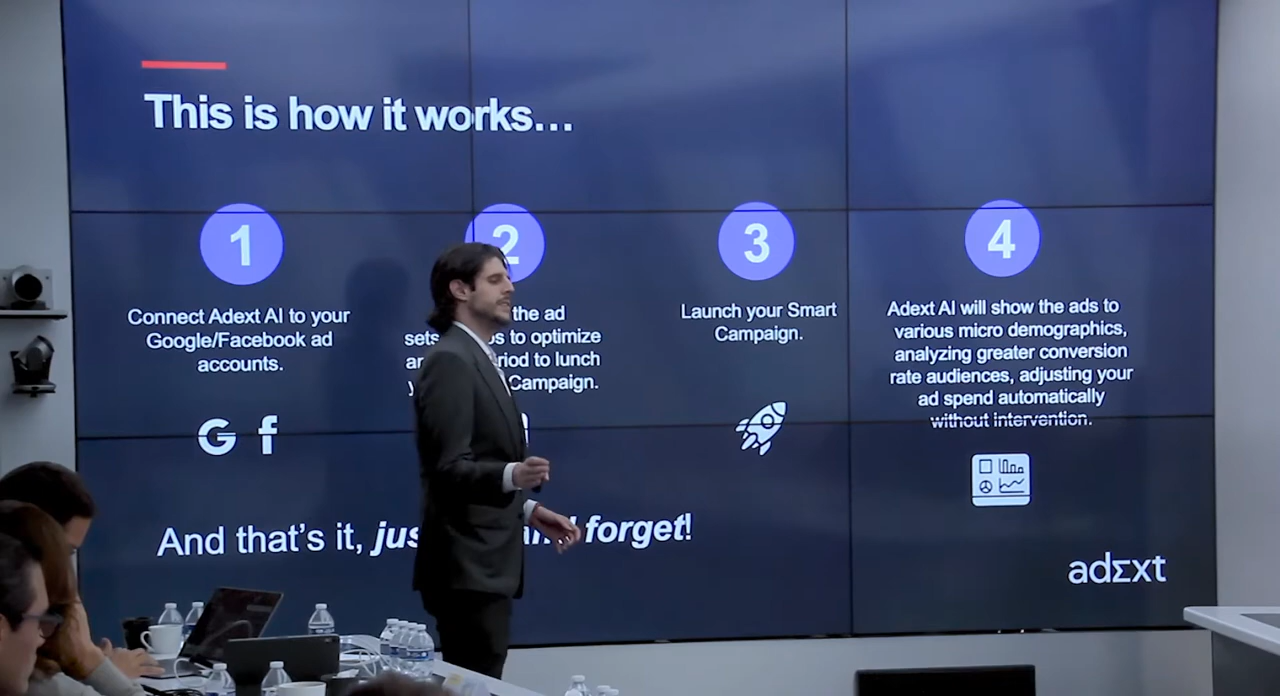 This is how it works...
1
2
3
4
Connect Adext AI to your
Google/Facebook ad
accounts.
the ad
sets to optimize
to lunch
Campaign.
Launch your Smart
Campaign.
Adext AI will show the ads to
various micro demographics,
analyzing greater conversion
rate audiences, adjusting your
ad spend automatically
without intervention.
G f
And that's it, forget!
adΣxt